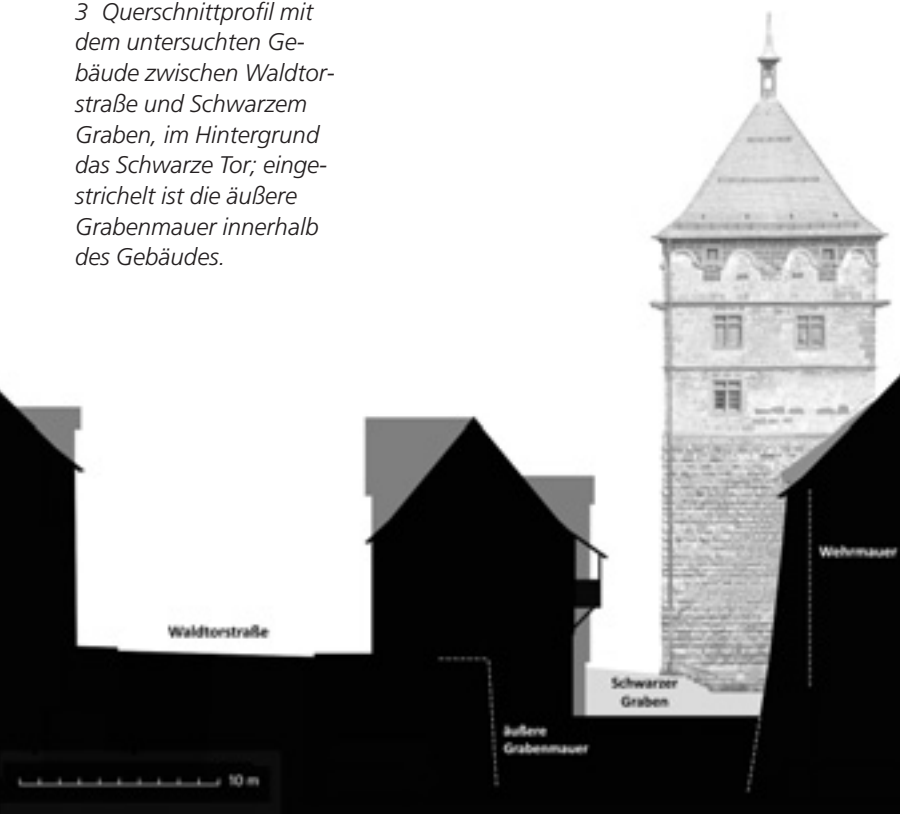 3 Querschnittprofil mit
dem untersuchten Ge-
bäude zwischen Waldtor-
straße und Schwarzem
Graben, im Hintergrund
das Schwarze Tor; einge-
strichelt ist die äußere
Grabenmauer innerhalb
des Gebäudes.
Wehrmauer
Waldtorstraße
Schwarzer
Graben
äußere
Grabenmauer
10 m